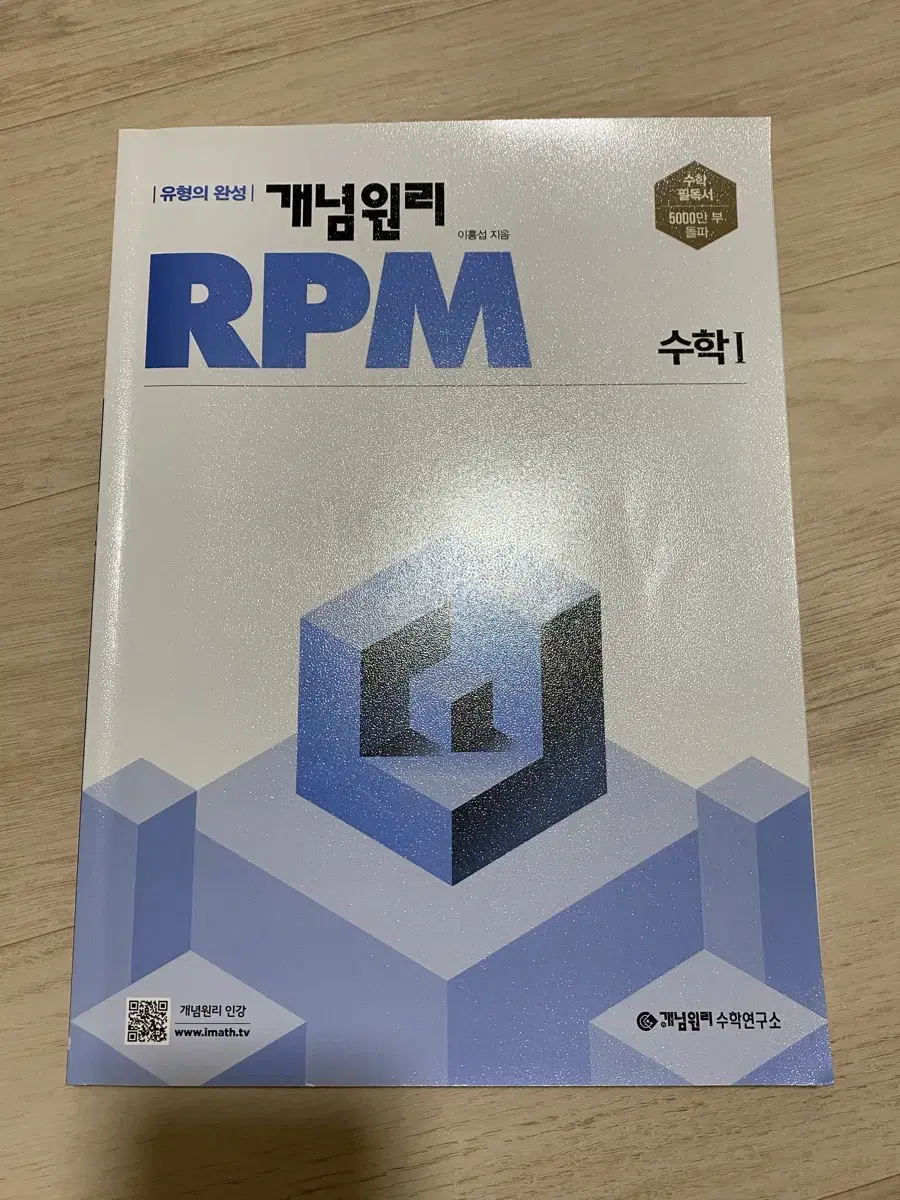 |유형의 완성|
개념원리
이홍섭 지음
RPM
수학
필독서
6000만 부
돌파
수학 I
개념원리 인강
www.imath.tv
개념원리 수학연구소